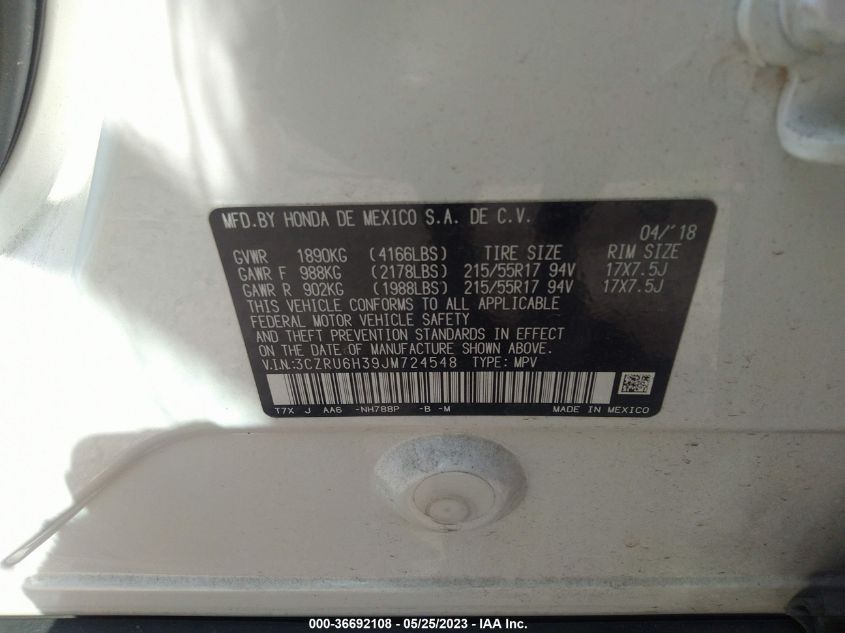 MFD.BY HONDA DE MEXICO S.A. DE C.V. 04/'18
GVWR 1890KG (4166LBS) TIRE SIZE RIM SIZE
GAWR F 988KG (2178LBS) 215/55R17 94V 17X7.5J
GAWR R 902KG (1988LBS) 215/55R17 94V 17X7.5J
THIS VEHICLE CONFORMS TO ALL APPLICABLE
FEDERAL MOTOR VEHICLE SAFETY
AND THEFT PREVENTION STANDARDS IN EFFECT
ON THE DATE OF MANUFACTURE SHOWN ABOVE.
V.IN.:3CZRU6H39JM724548 TYPE: MPV
T7X J AA6 -NH788P -B -M MADE IN MEXICO
000-36692108 - 05/25/2023 - IAA Inc.